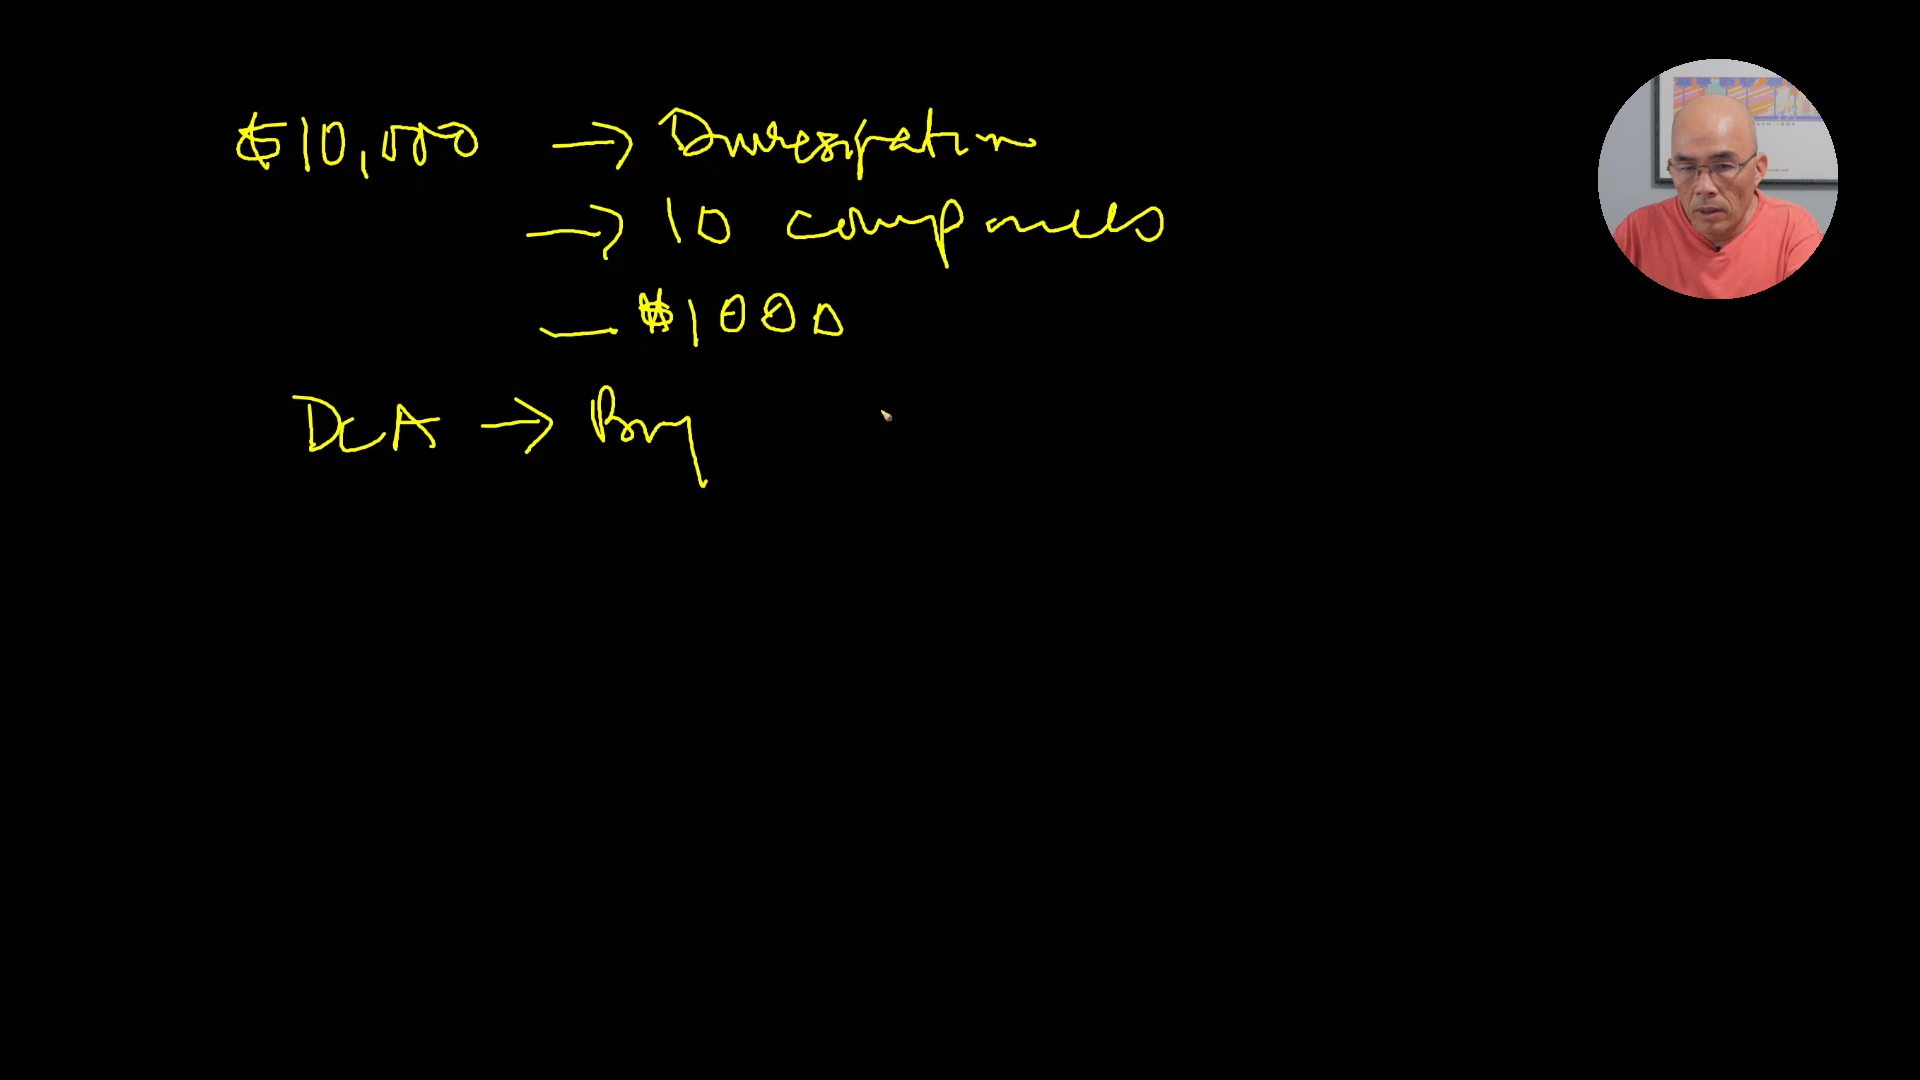 $10,000 → Diversification
→ 10 companies
— $1000
DCA → Buy